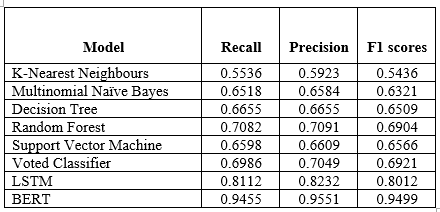 Model Recall Precision F1 scores
K-Nearest Neighbours 0.5536 0.5923 0.5436
Multinomial Naïve Bayes 0.6518 0.6584 0.6321
Decision Tree 0.6655 0.6655 0.6509
Random Forest 0.7082 0.7091 0.6904
Support Vector Machine 0.6598 0.6609 0.6566
Voted Classifier 0.6986 0.7049 0.6921
LSTM 0.8112 0.8232 0.8012
BERT 0.9455 0.9551 0.9499